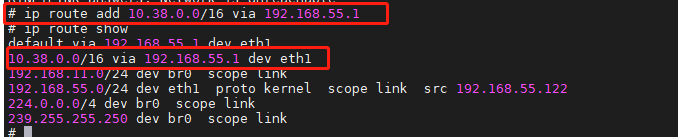 # ip route add 10.38.0.0/16 via 192.168.55.1
# ip route show
default via 192.168.55.1 dev eth1
10.38.0.0/16 via 192.168.55.1 dev eth1
192.168.11.0/24 dev br0  scope link
192.168.55.0/24 dev eth1  proto kernel  scope link  src 192.168.55.122
224.0.0.0/4 dev br0  scope link
239.255.255.250 dev br0  scope link
#